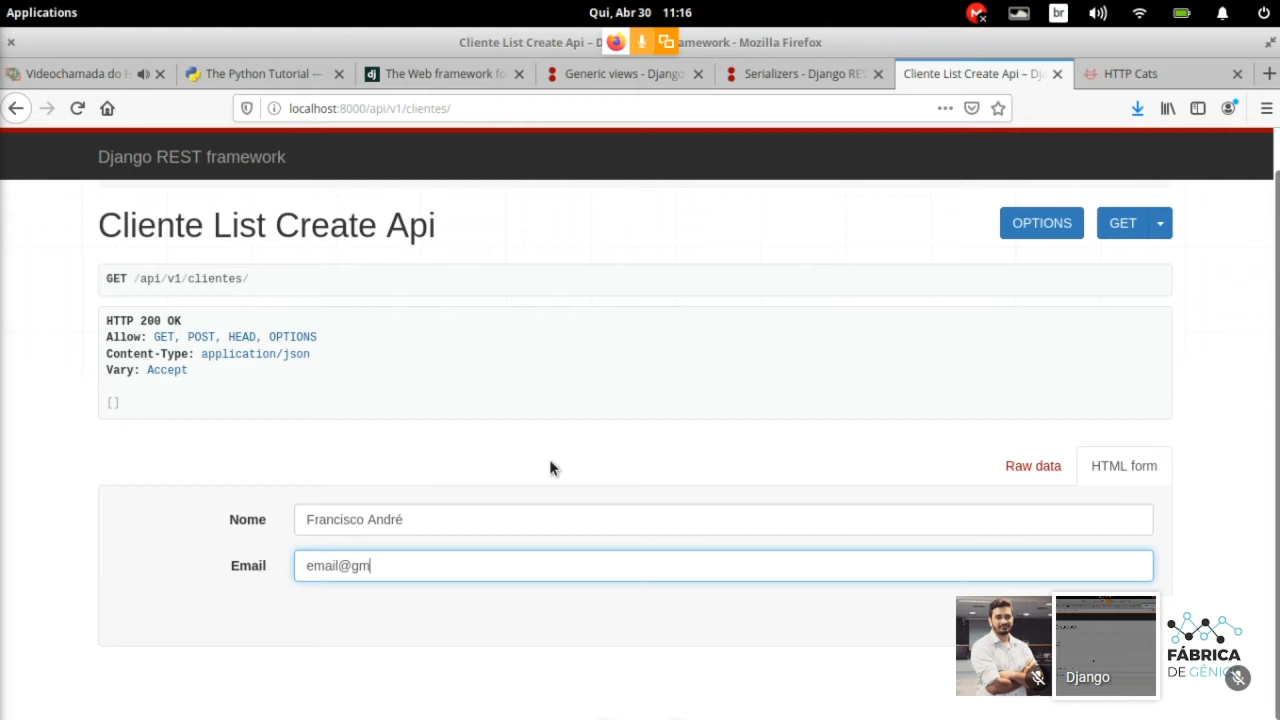 Applications
Qui, Abr 30 11:16
br
Cliente List Create Api – D
amework - Mozilla Firefox
Videochamada do H
The Python Tutorial —
The Web framework fo
Generic views - Django
Serializers - Django RES
Cliente List Create Api – Dj
HTTP Cats
localhost:8000/api/v1/clientes/
Django REST framework
Cliente List Create Api
OPTIONS
GET
GET /api/v1/clientes/
HTTP 200 OK
Allow: GET, POST, HEAD, OPTIONS
Content-Type: application/json
Vary: Accept
[]
Raw data
HTML form
Nome
Francisco André
Email
email@gm
Django
FÁBRICA
DE GÊNIO